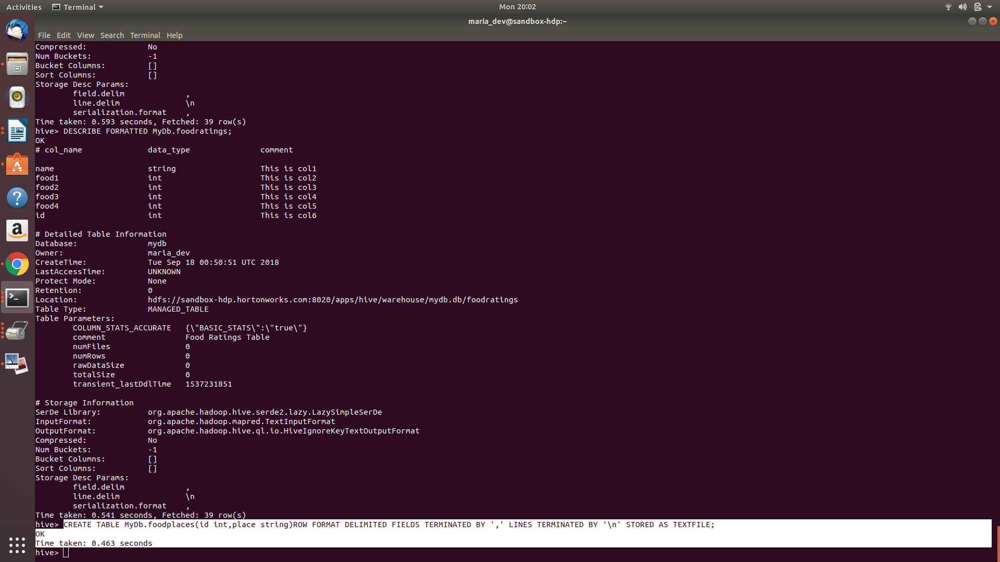 Activities Terminal Mon 20:02
maria_dev@sandbox-hdp:~
File Edit View Search Terminal Help
Compressed: No
Num Buckets: -1
Bucket Columns: []
Sort Columns: []
Storage Desc Params:
field.delim ,
line.delim \n
serialization.format ,
Time taken: 0.593 seconds, Fetched: 39 row(s)
hive> DESCRIBE FORMATTED MyDb.foodratings;
OK
# col_name data_type comment
name string This is col1
food1 int This is col2
food2 int This is col3
food3 int This is col4
food4 int This is col5
id int This is col6
# Detailed Table Information
Database: mydb
Owner: maria_dev
CreateTime: Tue Sep 18 00:50:51 UTC 2018
LastAccessTime: UNKNOWN
Protect Mode: None
Retention: 0
Location: hdfs://sandbox-hdp.hortonworks.com:8020/apps/hive/warehouse/mydb.db/foodratings
Table Type: MANAGED_TABLE
Table Parameters:
COLUMN_STATS_ACCURATE {\"BASIC_STATS\":\"true\"}
comment Food Ratings Table
numFiles 0
numRows 0
rawDataSize 0
totalSize 0
transient_lastDdlTime 1537231851
# Storage Information
SerDe Library: org.apache.hadoop.hive.serde2.lazy.LazySimpleSerDe
InputFormat: org.apache.hadoop.mapred.TextInputFormat
OutputFormat: org.apache.hadoop.hive.ql.io.HiveIgnoreKeyTextOutputFormat
Compressed: No
Num Buckets: -1
Bucket Columns: []
Sort Columns: []
Storage Desc Params:
field.delim ,
line.delim \n
serialization.format ,
Time taken: 0.541 seconds, Fetched: 39 row(s)
hive> CREATE TABLE MyDb.foodplaces(id int,place string)ROW FORMAT DELIMITED FIELDS TERMINATED BY ',' LINES TERMINATED BY '\n' STORED AS TEXTFILE;
OK
Time taken: 0.463 seconds
hive>